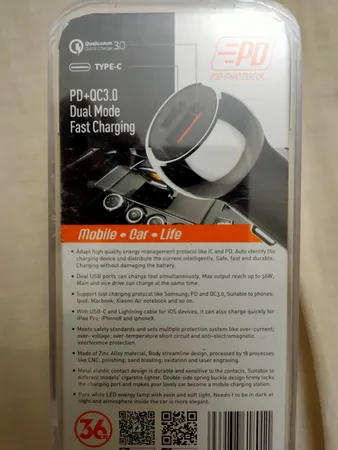 Qualcomm
Quick Charge 3.0
TYPE-C
PD
PD PROTOCOL
PD+QC3.0
Dual Mode
Fast Charging
Mobile • Car • Life
• Adapt high quality energy management protocol like IC and PD, Auto identify the
charging device and distribute the current intelligently, Safe, fast and durable,
Charging without damaging the battery.
• Dual USB ports can charge fast simultaneously, Max output reach up to 36W,
Main and vice drive can charge at the same time.
• Support fast charging protocol like Samsung; PD and QC3.0, Suitable to phones:
Ipad, Macbook, Xiaomi Air notebook and so on.
• With USB-C and Lightning cable for IOS devices, it can also charge quickly for
iPad Pro, iPhone8 and iphoneX.
• Meets safety standards and sets multiple protection system like over-current;
over- voltage; over-temperature short circuit and anti-electromagnetic
interference protection.
• Made of Zinc Alloy material, Body streamline design, processed by 18 processes
like CNC, polishing; sand blasting; oxidation and laser engraving.
• Metal elastic contact design is durable and sensitive to the contacts, Suitable to
different models' cigarette lighter, Double-side spring buckle design firmly locks
the charging port and makes your lovely car become a mobile charging station.
• Pure white LED energy lamp with even and soft light, Needn't to be in dark at
night and atmosphere inside the car is more elegant.
36